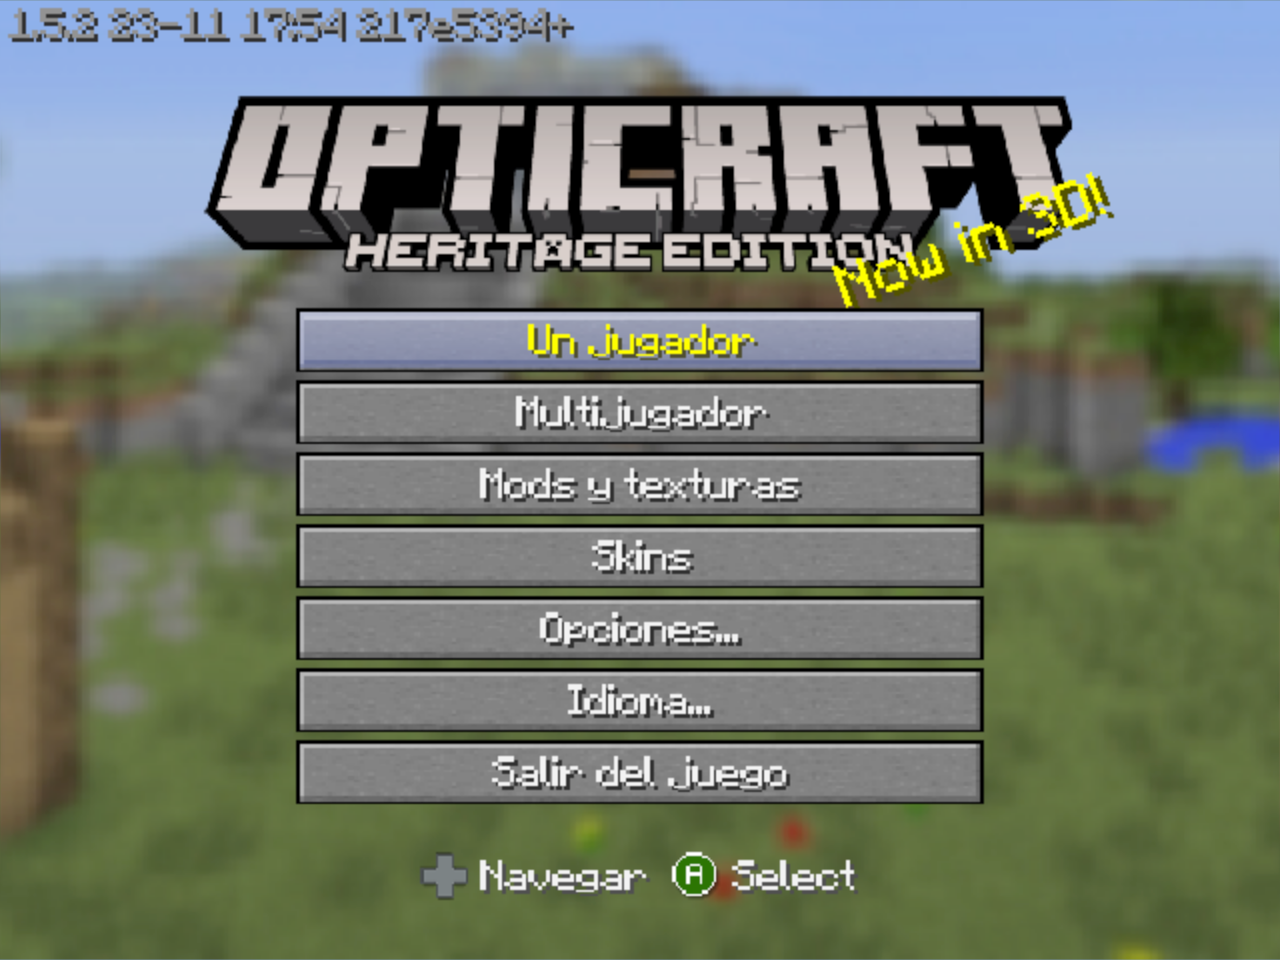 1.5.2 23-11 17:54 217e5394+
OPTICRAFT
HERITAGE EDITION
Now in 3D!
Un jugador
Multijugador
Mods y texturas
Skins
Opciones...
Idioma...
Salir del juego
Navegar A Select